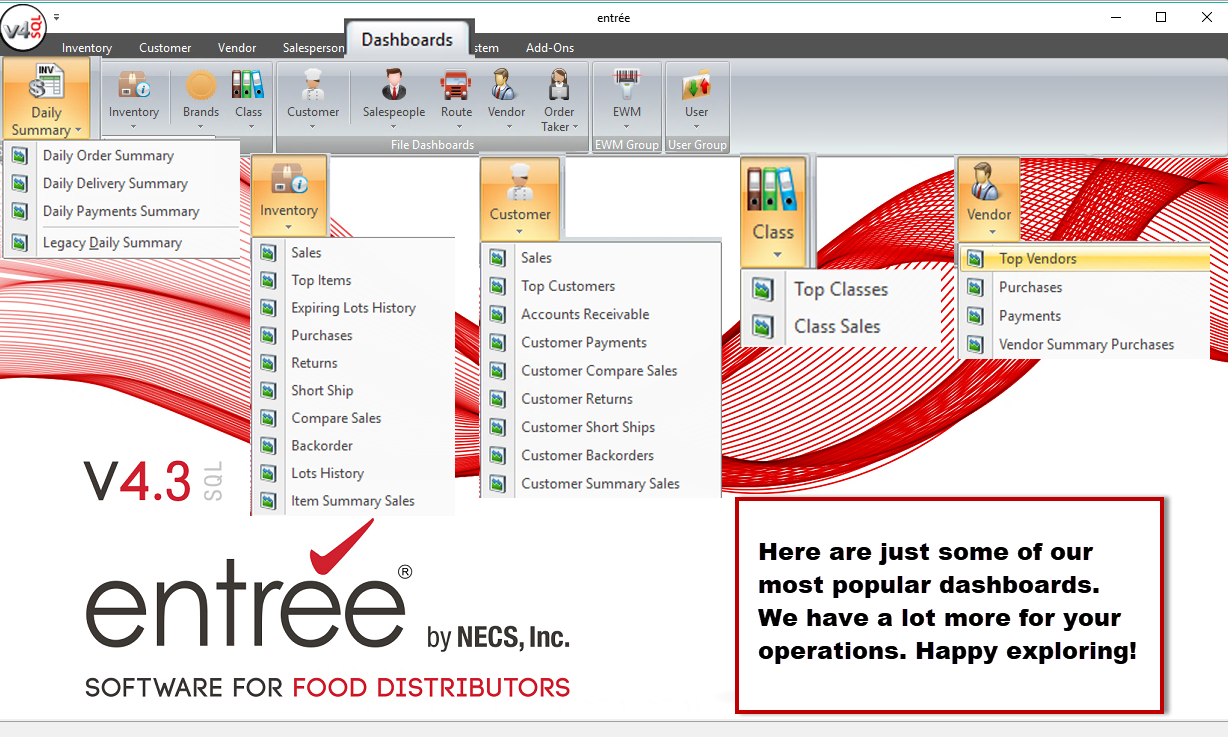 entrée
V4 SQL
Inventory Customer Vendor Salesperson Dashboards stem Add-Ons
INV
Daily
Summary
Inventory Brands Class Customer Salespeople Route Vendor Order
Taker
EWM User
File Dashboards EWM Group User Group
Daily Order Summary
Daily Delivery Summary
Daily Payments Summary
Legacy Daily Summary
Inventory
Sales
Top Items
Expiring Lots History
Purchases
Returns
Short Ship
Compare Sales
Backorder
Lots History
Item Summary Sales
Customer
Sales
Top Customers
Accounts Receivable
Customer Payments
Customer Compare Sales
Customer Returns
Customer Short Ships
Customer Backorders
Customer Summary Sales
Class
Top Classes
Class Sales
Vendor
Top Vendors
Purchases
Payments
Vendor Summary Purchases
V4.3 SQL
entrée®
by NECS, Inc.
SOFTWARE FOR FOOD DISTRIBUTORS
Here are just some of our
most popular dashboards.
We have a lot more for your
operations. Happy exploring!